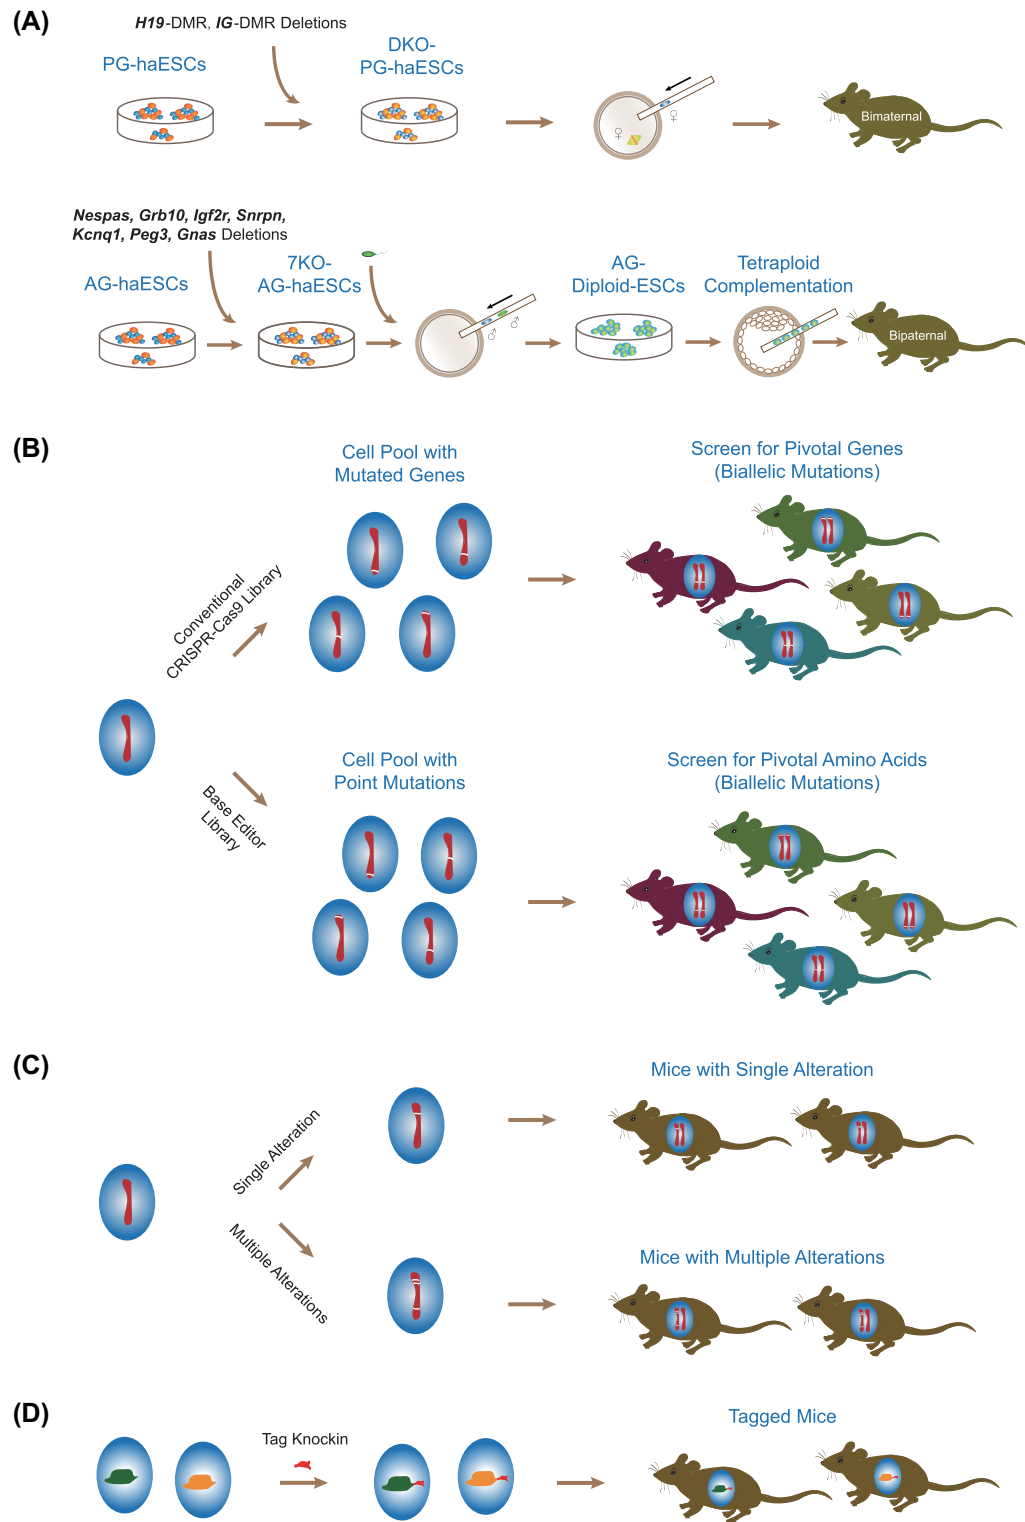 (A)
H19-DMR, IG-DMR Deletions
PG-haESCs
DKO-
PG-haESCs
♀
♀
Bimaternal
Nespas, Grb10, Igf2r, Snrpn,
Kcnq1, Peg3, Gnas Deletions
AG-haESCs
7KO-
AG-haESCs
♂
♂
AG-
Diploid-ESCs
Tetraploid
Complementation
Bipaternal
(B)
Conventional
CRISPR-Cas9 Library
Cell Pool with
Mutated Genes
Screen for Pivotal Genes
(Biallelic Mutations)
Base Editor
Library
Cell Pool with
Point Mutations
Screen for Pivotal Amino Acids
(Biallelic Mutations)
(C)
Single Alteration
Mice with Single Alteration
Multiple Alterations
Mice with Multiple Alterations
(D)
Tag Knockin
Tagged Mice